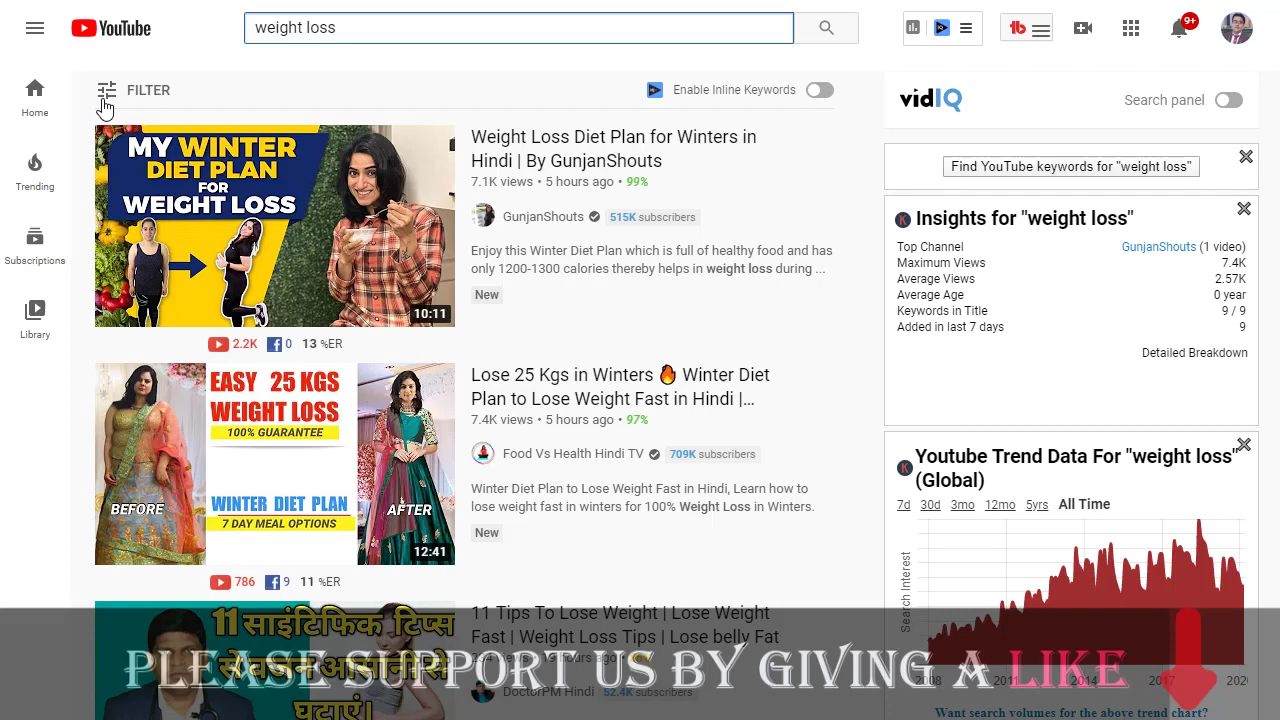 YouTube
weight loss
9+
Home
Trending
Subscriptions
Library
FILTER
Enable Inline Keywords
MY WINTER
DIET PLAN
FOR
WEIGHT LOSS
10:11
2.2K 0 13 %ER
Weight Loss Diet Plan for Winters in
Hindi | By GunjanShouts
7.1K views • 5 hours ago • 99%
GunjanShouts 515K subscribers
Enjoy this Winter Diet Plan which is full of healthy food and has
only 1200-1300 calories thereby helps in weight loss during ...
New
EASY 25 KGS
WEIGHT LOSS
100% GUARANTEE
WINTER DIET PLAN
7 DAY MEAL OPTIONS
BEFORE
AFTER
12:41
786 9 11 %ER
Lose 25 Kgs in Winters 🔥 Winter Diet
Plan to Lose Weight Fast in Hindi |...
7.4K views • 5 hours ago • 97%
Food Vs Health Hindi TV 709K subscribers
Winter Diet Plan to Lose Weight Fast in Hindi, Learn how to
lose weight fast in winters for 100% Weight Loss in Winters.
New
11 साइंटिफिक टिप्स
से वजन आसानी से
घटाएं।
11 Tips To Lose Weight | Lose Weight
Fast | Weight Loss Tips | Lose belly Fat
views • 19 hours ago
DoctorPM Hindi 52.4K subscribers
vidIQ
Search panel
Find YouTube keywords for "weight loss"
Insights for "weight loss"
Top Channel GunjanShouts (1 video)
Maximum Views 7.4K
Average Views 2.57K
Average Age 0 year
Keywords in Title 9 / 9
Added in last 7 days 9
Detailed Breakdown
Youtube Trend Data For "weight loss"
(Global)
7d 30d 3mo 12mo 5yrs All Time
Search Interest
2008 2011 2014 2017 202
Want search volumes for the above trend chart?
PLEASE SUPPORT US BY GIVING A LIKE